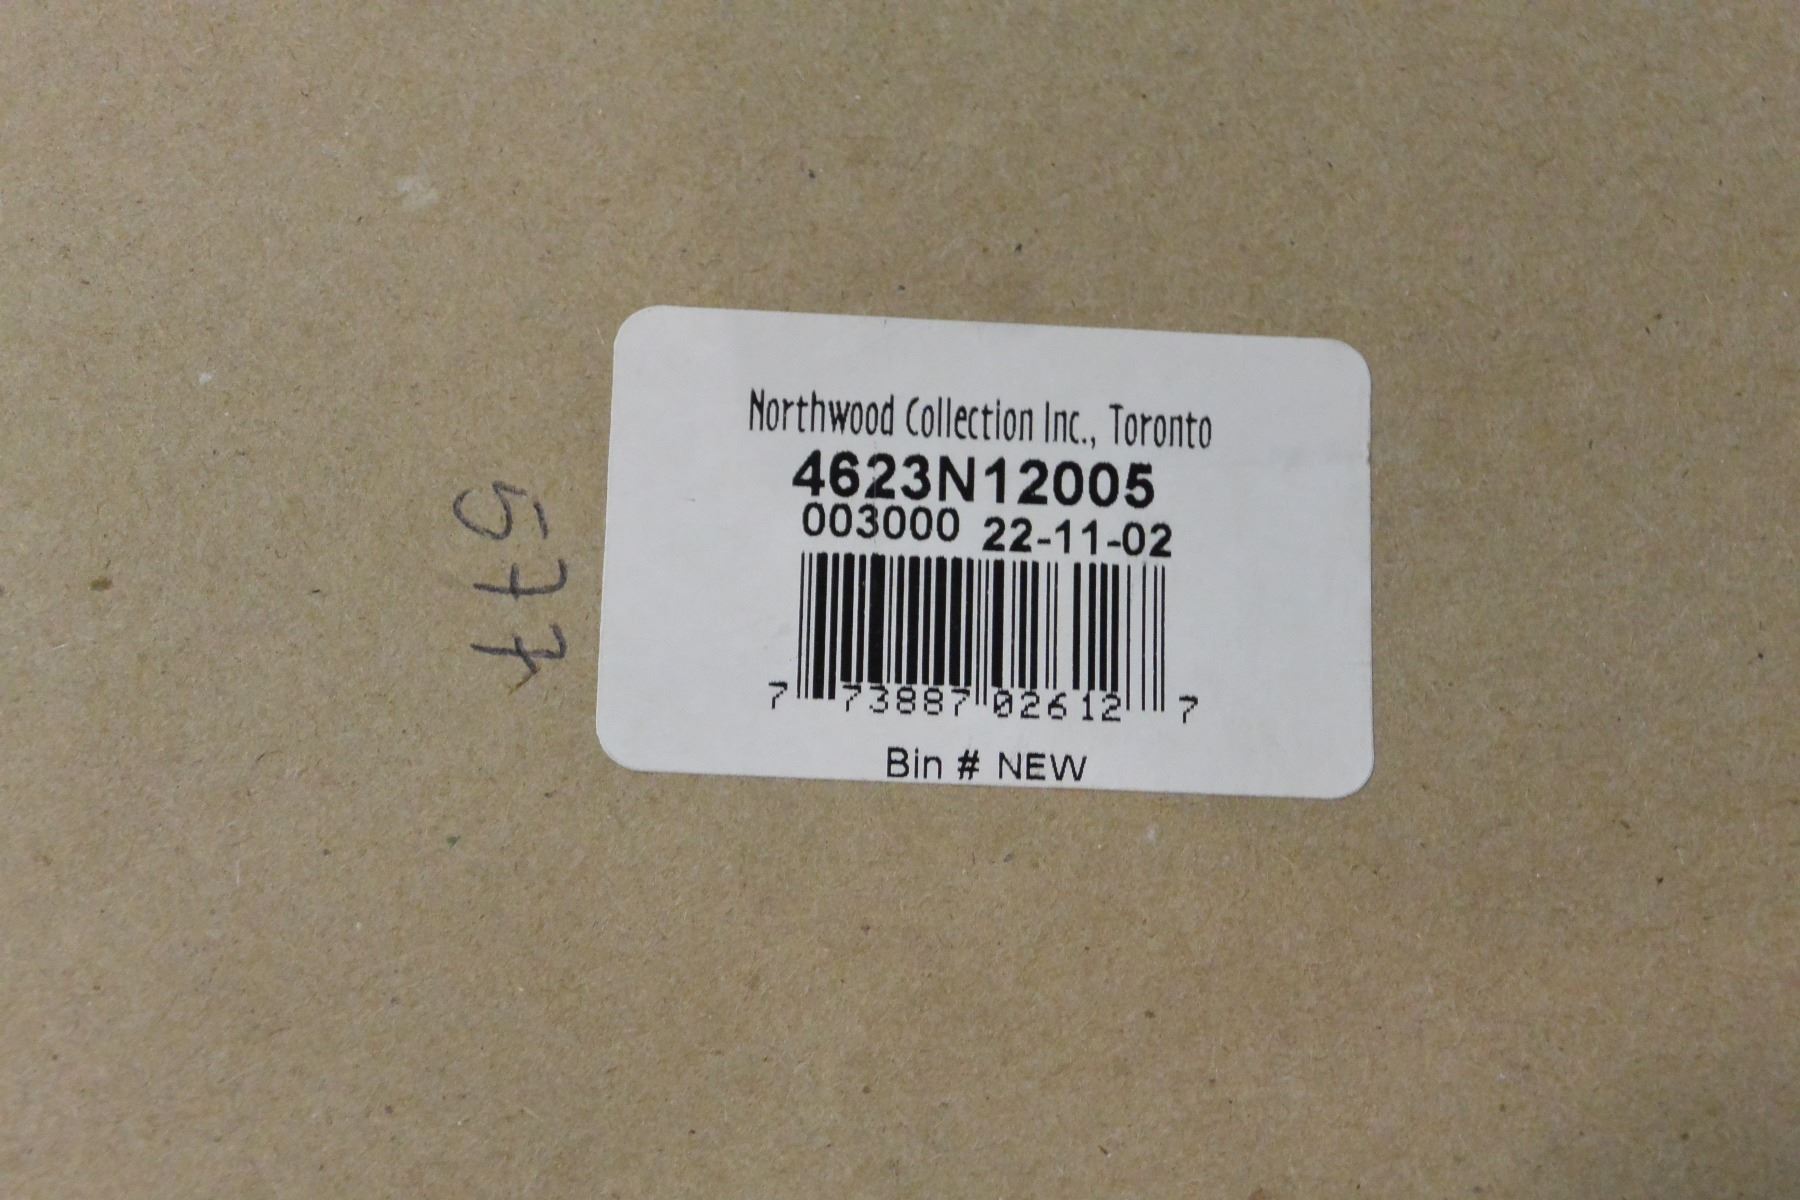 Northwood Collection Inc., Toronto
4623N12005
003000 22-11-02
7 73887 02612 7
Bin # NEW
577